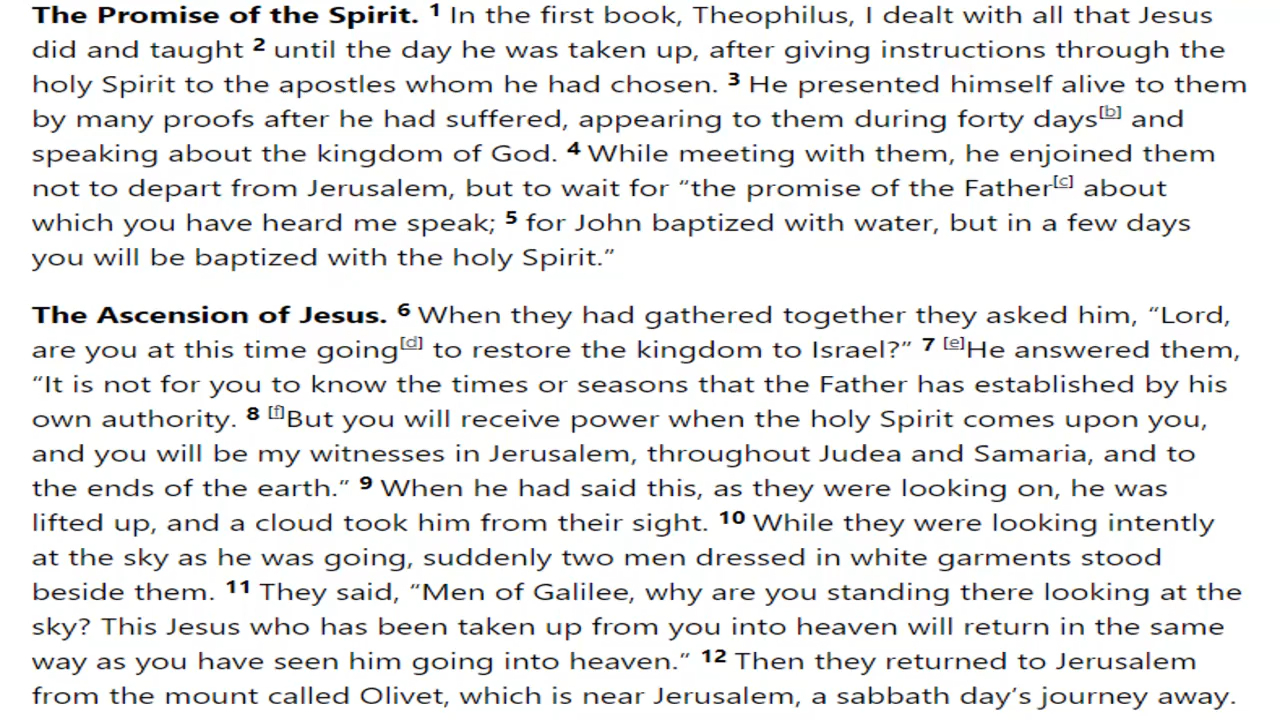 The Promise of the Spirit. 1 In the first book, Theophilus, I dealt with all that Jesus
did and taught 2 until the day he was taken up, after giving instructions through the
holy Spirit to the apostles whom he had chosen. 3 He presented himself alive to them
by many proofs after he had suffered, appearing to them during forty days[b] and
speaking about the kingdom of God. 4 While meeting with them, he enjoined them
not to depart from Jerusalem, but to wait for “the promise of the Father[c] about
which you have heard me speak; 5 for John baptized with water, but in a few days
you will be baptized with the holy Spirit.”
The Ascension of Jesus. 6 When they had gathered together they asked him, “Lord,
are you at this time going[d] to restore the kingdom to Israel?” 7 [e]He answered them,
“It is not for you to know the times or seasons that the Father has established by his
own authority. 8 [f]But you will receive power when the holy Spirit comes upon you,
and you will be my witnesses in Jerusalem, throughout Judea and Samaria, and to
the ends of the earth.” 9 When he had said this, as they were looking on, he was
lifted up, and a cloud took him from their sight. 10 While they were looking intently
at the sky as he was going, suddenly two men dressed in white garments stood
beside them. 11 They said, “Men of Galilee, why are you standing there looking at the
sky? This Jesus who has been taken up from you into heaven will return in the same
way as you have seen him going into heaven.” 12 Then they returned to Jerusalem
from the mount called Olivet, which is near Jerusalem, a sabbath day’s journey away.